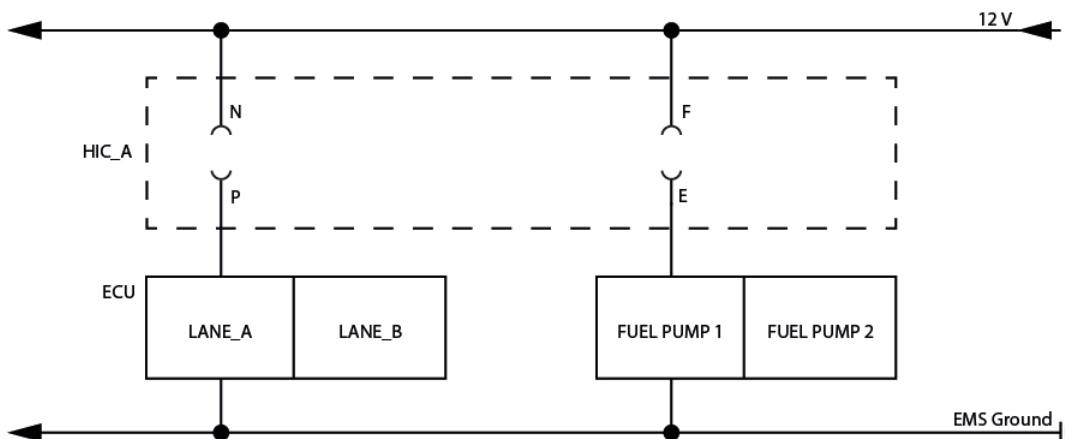 12 V
N
F
HIC_A
P
E
ECU
LANE_A
LANE_B
FUEL PUMP 1
FUEL PUMP 2
EMS Ground